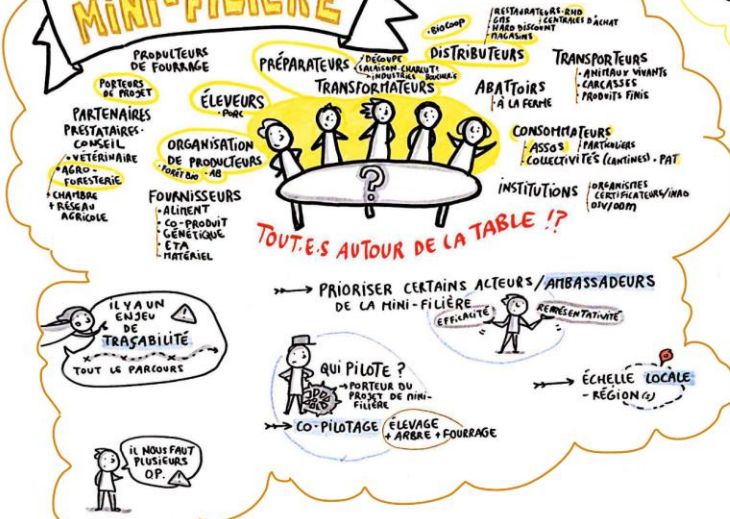 MINI-FILIÈRE
PRODUCTEURS
DE FOURRAGE
PORTEURS
DE PROJET
PARTENAIRES
PRESTATAIRES·
CONSEIL
• VÉTÉRINAIRE
• AGRO-
FORESTERIE
• CHAMBRE
+ RÉSEAU
AGRICOLE
ÉLEVEURS
• PORC
ORGANISATION
DE PRODUCTEURS
• FORÊT BIO • AB
FOURNISSEURS
• ALIMENT
• CO-PRODUIT
• GÉNÉTIQUE
• ETA
• MATÉRIEL
PRÉPARATEURS
• DÉCOUPE
• SALAISON-CHARCUT.
• INDUSTRIES BOUCHERS
TRANSFORMATEURS
• BIOCOOP
DISTRIBUTEURS
RESTAURATEURS-RHD
GMS
• CENTRALES D'ACHAT
HARD DISCOUNT
MAGASINS
ABATTOIRS
• À LA FERME
TRANSPORTEURS
• ANIMAUX VIVANTS
• CARCASSES
• PRODUITS FINIS
CONSOMMATEURS
• ASSOS
• PARTICULIERS
• COLLECTIVITÉS (CANTINES) • PAT
INSTITUTIONS
• ORGANISMES
CERTIFICATEURS/INAO
?
TOUT·E·S AUTOUR DE LA TABLE !?
PRIORISER CERTAINS ACTEURS / AMBASSADEURS
DE LA MINI-FILIÈRE
EFFICACITÉ
REPRÉSENTATIVITÉ
IL Y A UN
ENJEU
DE
TRAÇABILITÉ
TOUT LE PARCOURS
QUI PILOTE ?
→ PORTEUR DU
PROJET DE MINI-
FILIÈRE
CO-PILOTAGE
ÉLEVAGE
+ ARBRE + FOURRAGE
ÉCHELLE LOCALE
- RÉGION(S)
IL NOUS FAUT
PLUSIEURS
O.P.